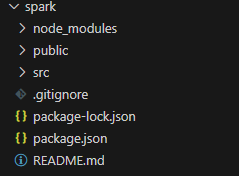 spark
node_modules
public
src
.gitignore
{} package-lock.json
{} package.json
README.md